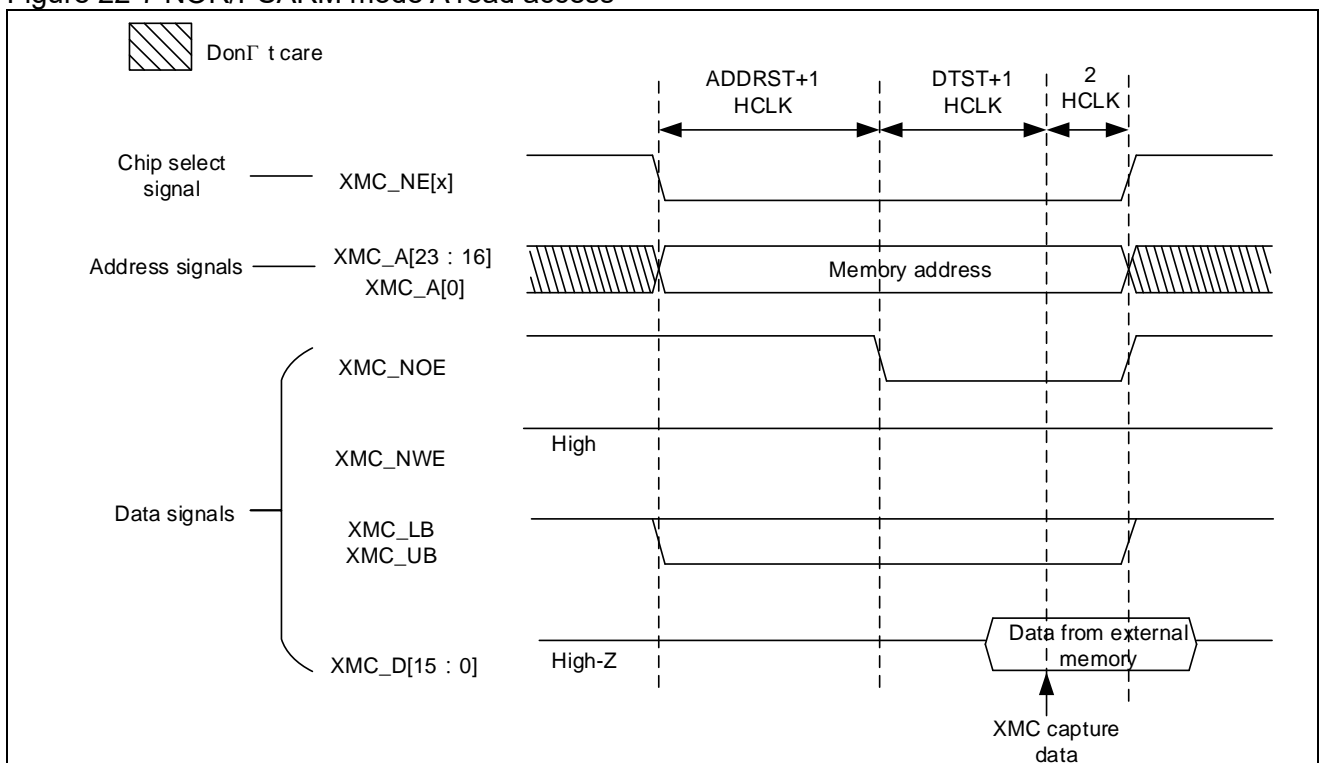 Figure 22-7 NOR/PSARM mode A read access
DonΓ t care
ADDRST+1
HCLK
DTST+1
HCLK
2
HCLK
Chip select
signal
XMC_NE[x]
Address signals
XMC_A[23 : 16]
XMC_A[0]
Memory address
XMC_NOE
High
XMC_NWE
Data signals
XMC_LB
XMC_UB
XMC_D[15 : 0]
High-Z
Data from external
memory
XMC capture
data